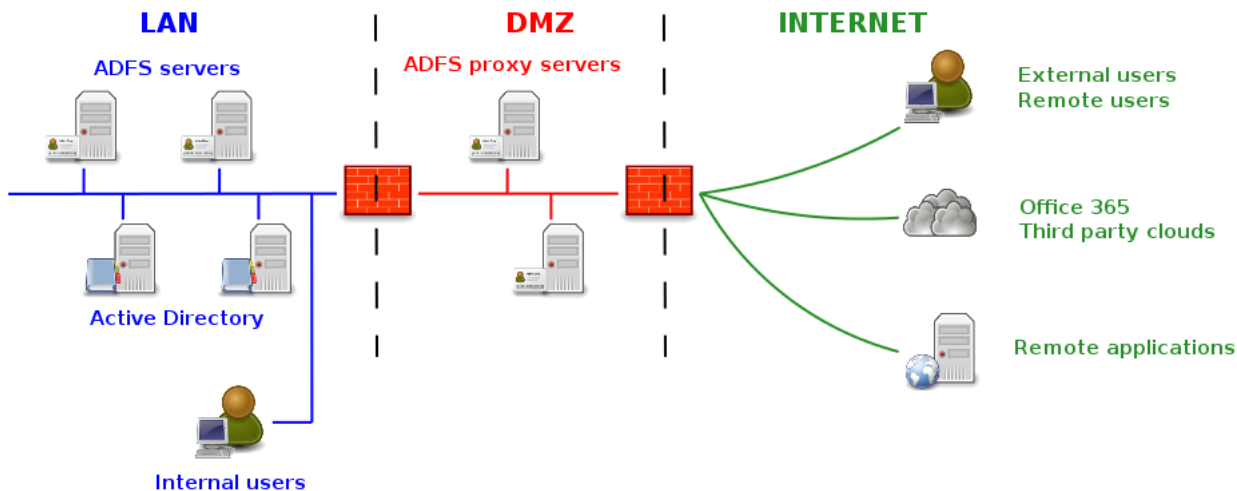 LAN
DMZ
INTERNET
ADFS servers
ADFS proxy servers
External users
Remote users
Office 365
Third party clouds
Active Directory
Remote applications
Internal users